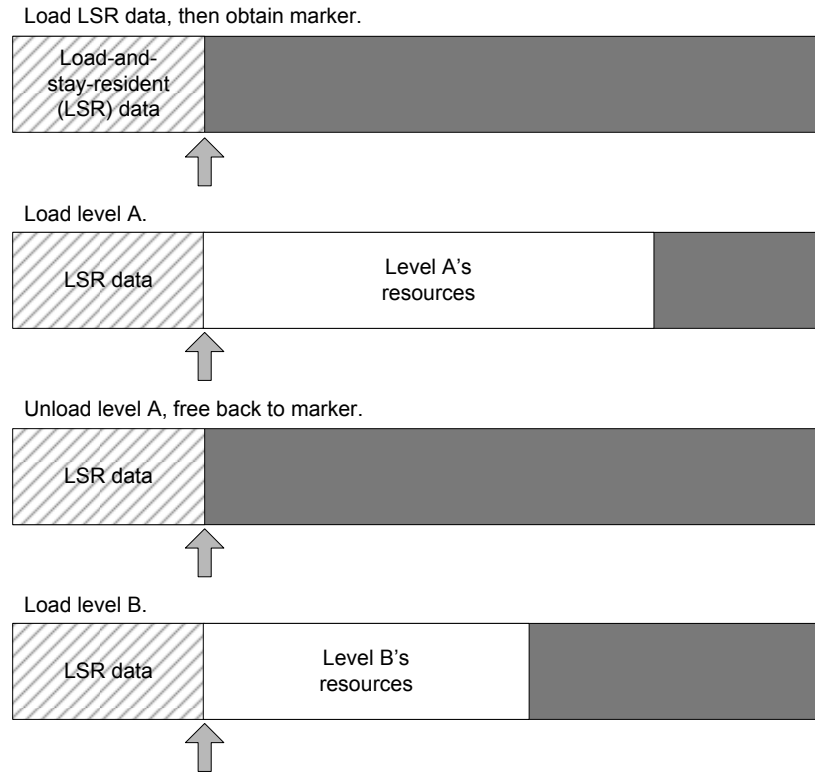 Load LSR data, then obtain marker.
Load-and-
stay-resident
(LSR) data
Load level A.
LSR data
Level A’s
resources
Unload level A, free back to marker.
LSR data
Load level B.
LSR data
Level B’s
resources